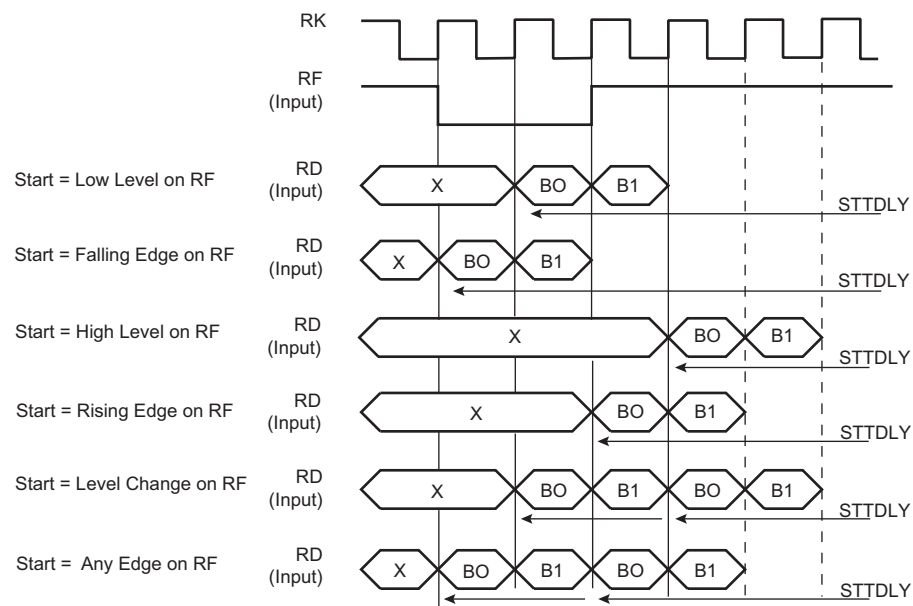 RK
RF
(Input)
Start = Low Level on RF
RD
(Input)
X
BO
B1
STTDLY
Start = Falling Edge on RF
RD
(Input)
X
BO
B1
STTDLY
Start = High Level on RF
RD
(Input)
X
BO
B1
STTDLY
Start = Rising Edge on RF
RD
(Input)
X
BO
B1
STTDLY
Start = Level Change on RF
RD
(Input)
X
BO
B1
BO
B1
STTDLY
Start = Any Edge on RF
RD
(Input)
X
BO
B1
BO
B1
STTDLY